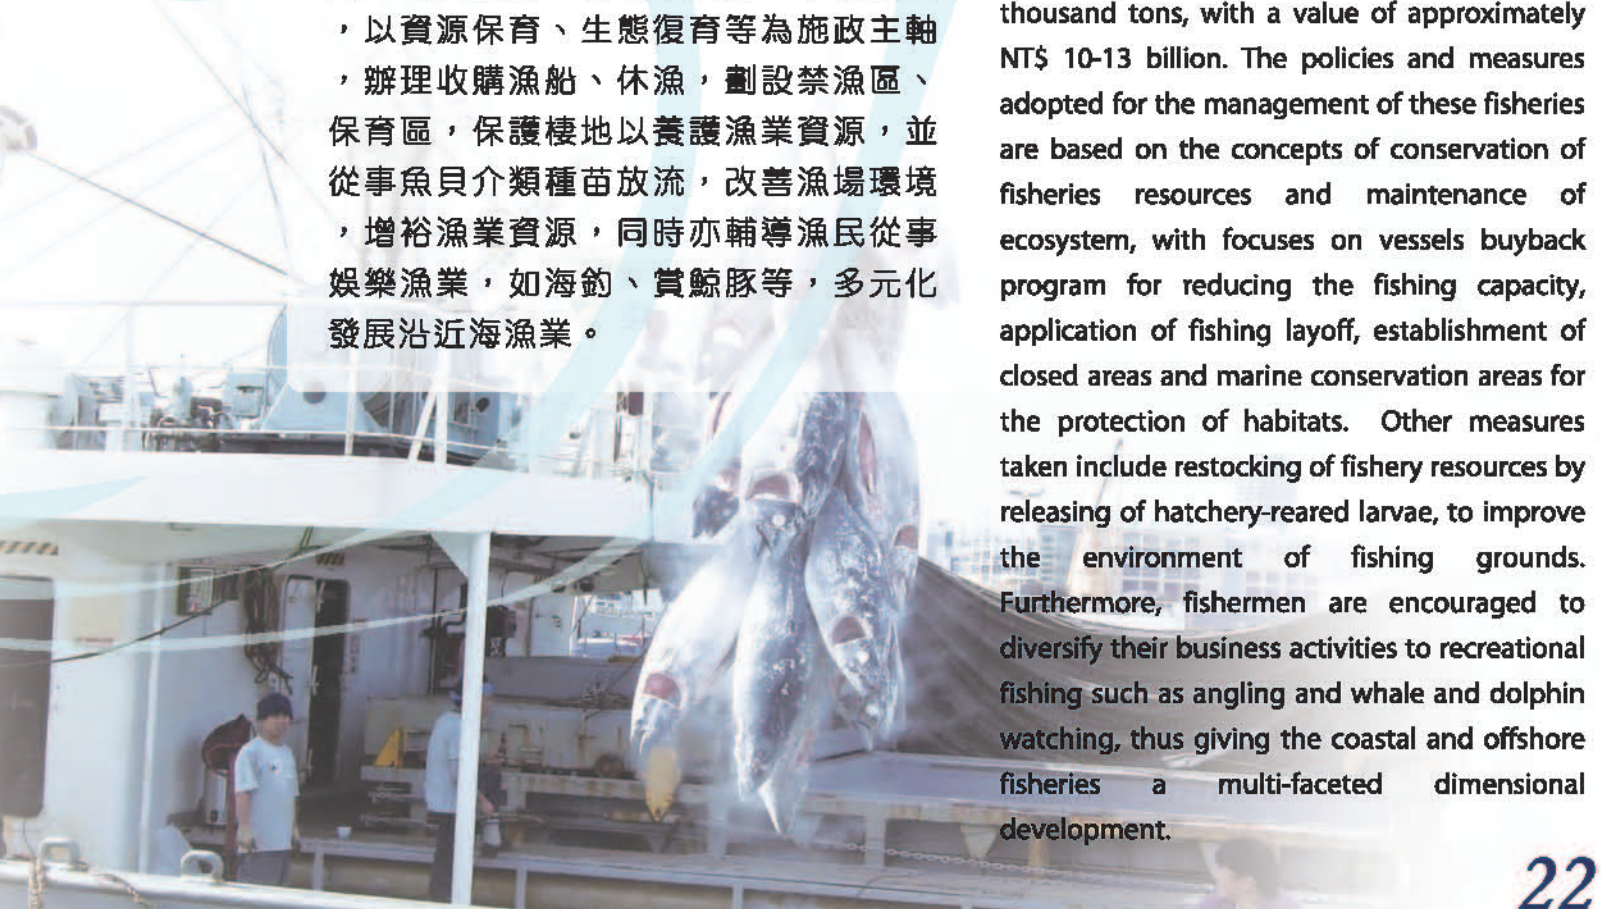 ，以資源保育、生態復育等為施政主軸
，辦理收購漁船、休漁，劃設禁漁區、
保育區，保護棲地以養護漁業資源，並
從事魚貝介類種苗放流，改善漁場環境
，增裕漁業資源，同時亦輔導漁民從事
娛樂漁業，如海釣、賞鯨豚等，多元化
發展沿近海漁業。
thousand tons, with a value of approximately
NT$ 10-13 billion. The policies and measures
adopted for the management of these fisheries
are based on the concepts of conservation of
fisheries resources and maintenance of
ecosystem, with focuses on vessels buyback
program for reducing the fishing capacity,
application of fishing layoff, establishment of
closed areas and marine conservation areas for
the protection of habitats. Other measures
taken include restocking of fishery resources by
releasing of hatchery-reared larvae, to improve
the environment of fishing grounds.
Furthermore, fishermen are encouraged to
diversify their business activities to recreational
fishing such as angling and whale and dolphin
watching, thus giving the coastal and offshore
fisheries a multi-faceted dimensional
development.
22